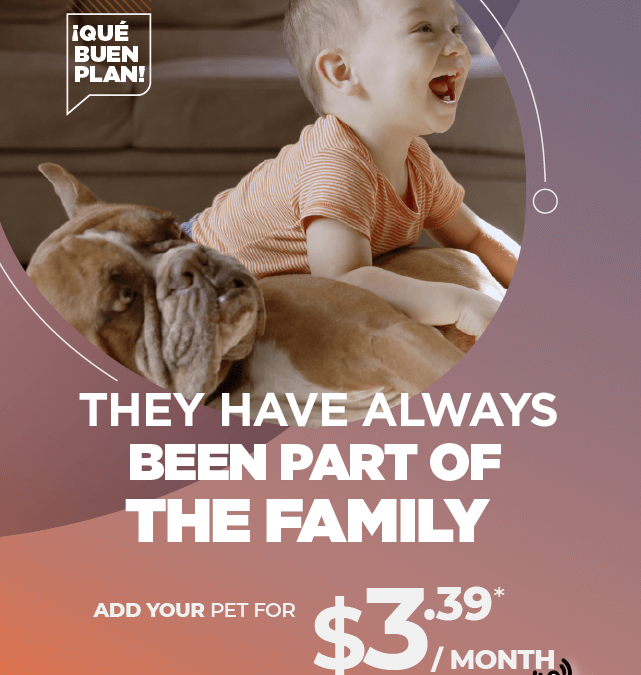 ¡QUÉ
BUEN
PLAN!
THEY HAVE ALWAYS
BEEN PART OF
THE FAMILY
ADD YOUR PET FOR $3.39*
/ MONTH